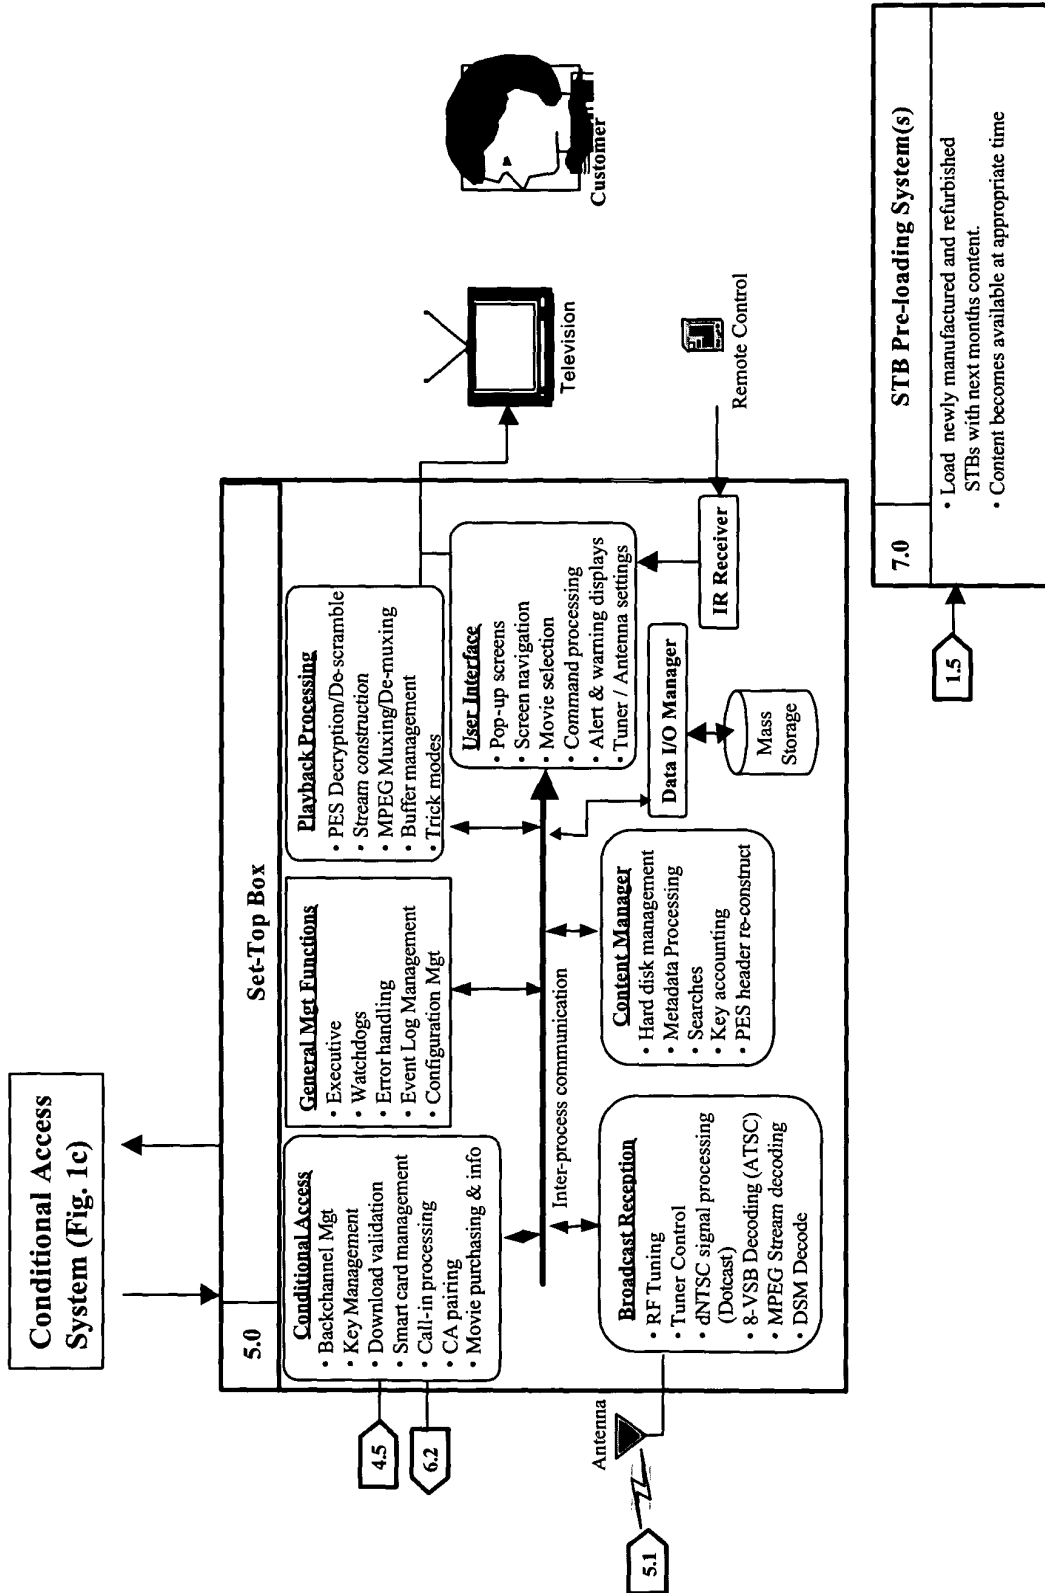 Conditional Access
System (Fig. 1c)
5.0
Set-Top Box
Conditional Access
• Backchannel Mgt
• Key Management
• Download validation
• Smart card management
• Call-in processing
• CA pairing
• Movie purchasing & info
General Mgt Functions
• Executive
• Watchdogs
• Error handling
• Event Log Management
• Configuration Mgt
Playback Processing
• PES Decryption/De-scramble
• Stream construction
• MPEG Muxing/De-muxing
• Buffer management
• Trick modes
4.5
6.2
Inter-process communication
User Interface
• Pop-up screens
• Screen navigation
• Movie selection
• Command processing
• Alert & warning displays
• Tuner / Antenna settings
Television
Customer
Antenna
5.1
Broadcast Reception
• RF Tuning
• Tuner Control
• dNTSC signal processing
(Dotcast)
• 8-VSB Decoding (ATSC)
• MPEG Stream decoding
• DSM Decode
Content Manager
• Hard disk management
• Metadata Processing
• Searches
• Key accounting
• PES header re-construct
Data I/O Manager
Mass
Storage
IR Receiver
Remote Control
1.5
7.0
STB Pre-loading System(s)
• Load newly manufactured and refurbished
STBs with next months content.
• Content becomes available at appropriate time